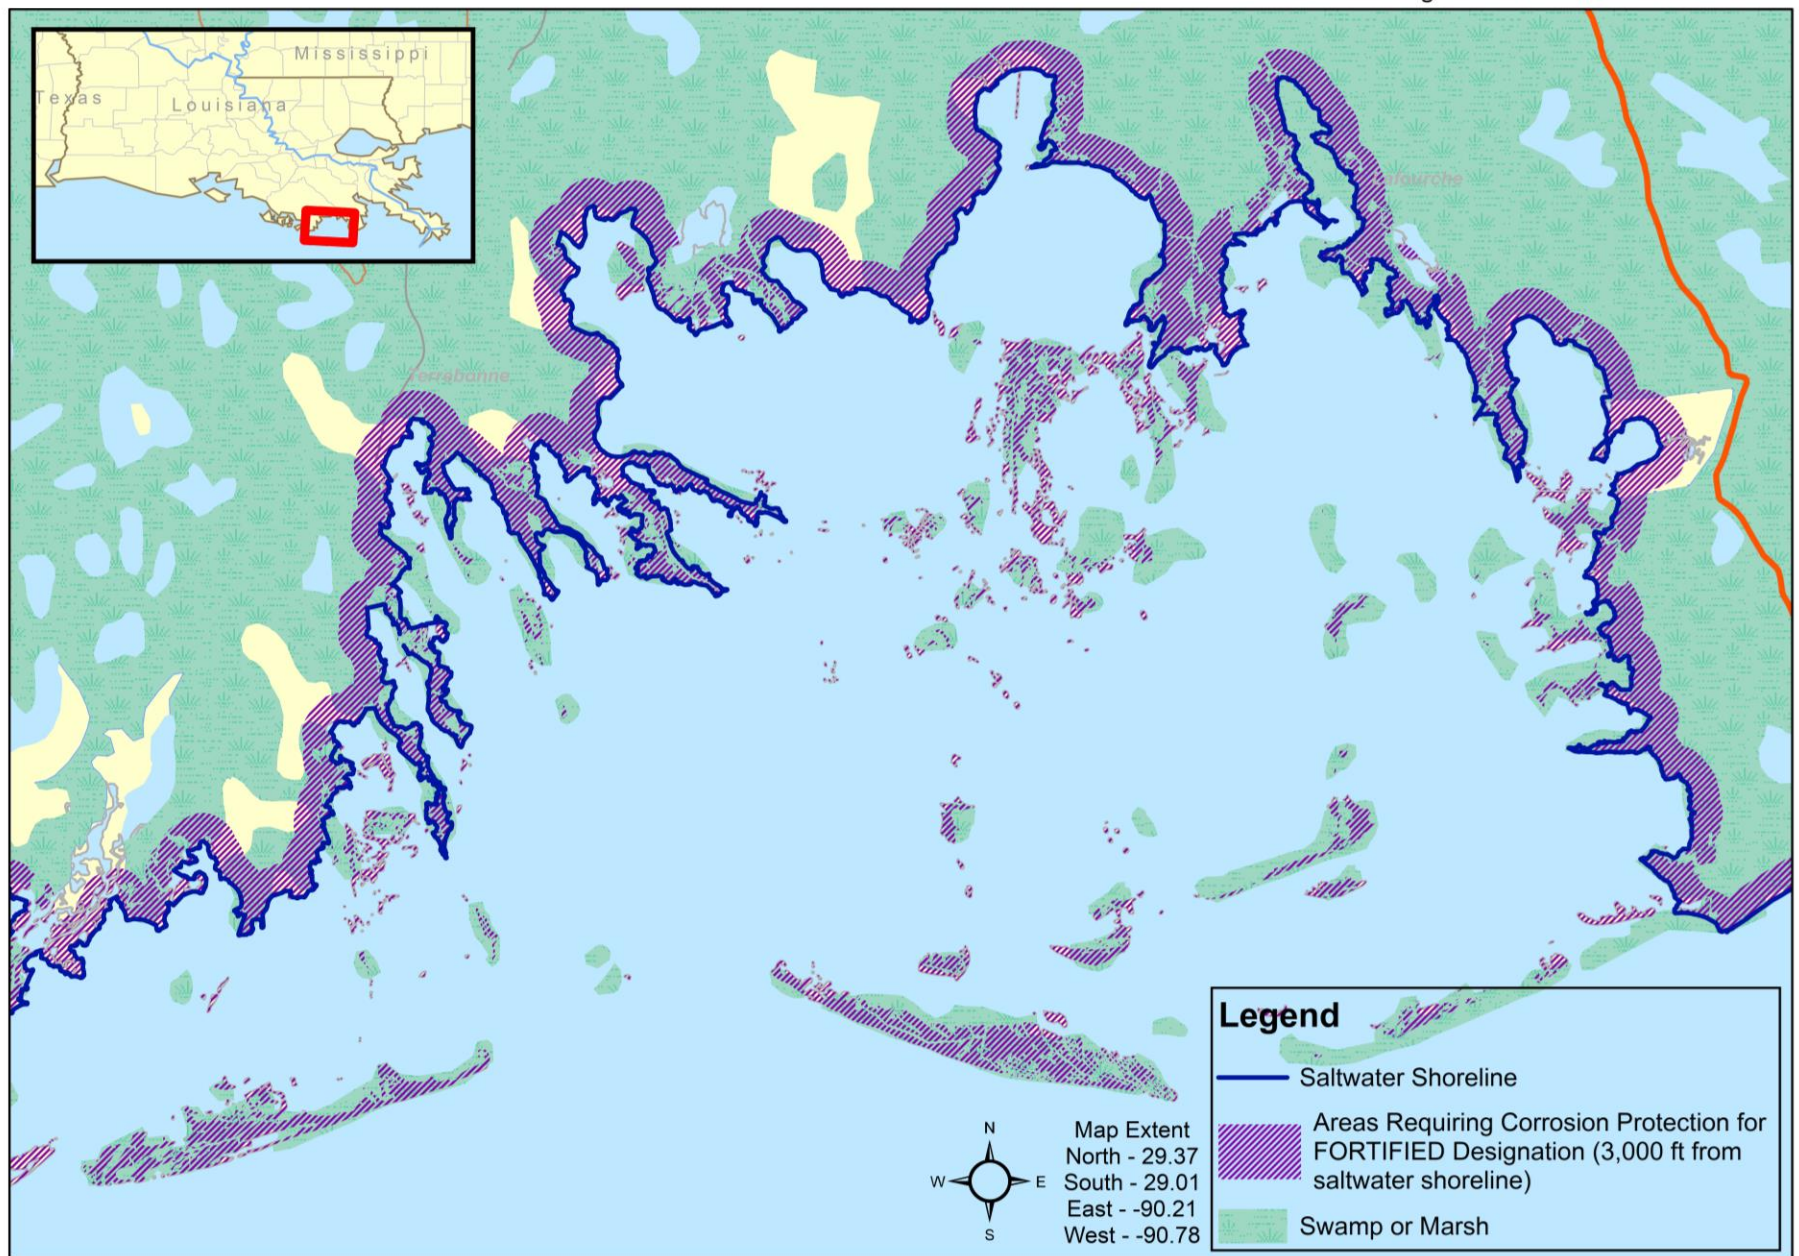 Mississippi
Texas
Louisiana
Lafourche
Terrebonne
Legend
Saltwater Shoreline
Areas Requiring Corrosion Protection for
FORTIFIED Designation (3,000 ft from
saltwater shoreline)
Swamp or Marsh
N
W E
S
Map Extent
North - 29.37
South - 29.01
East - -90.21
West - -90.78